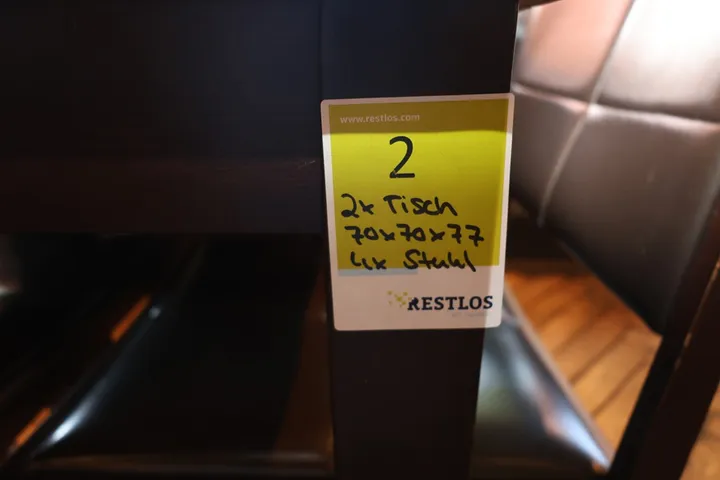 www.restlos.com
2
2x Tisch
70x70x77
4x Stuhl
RESTLOS